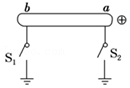 b a ⊕
S₁ S₂